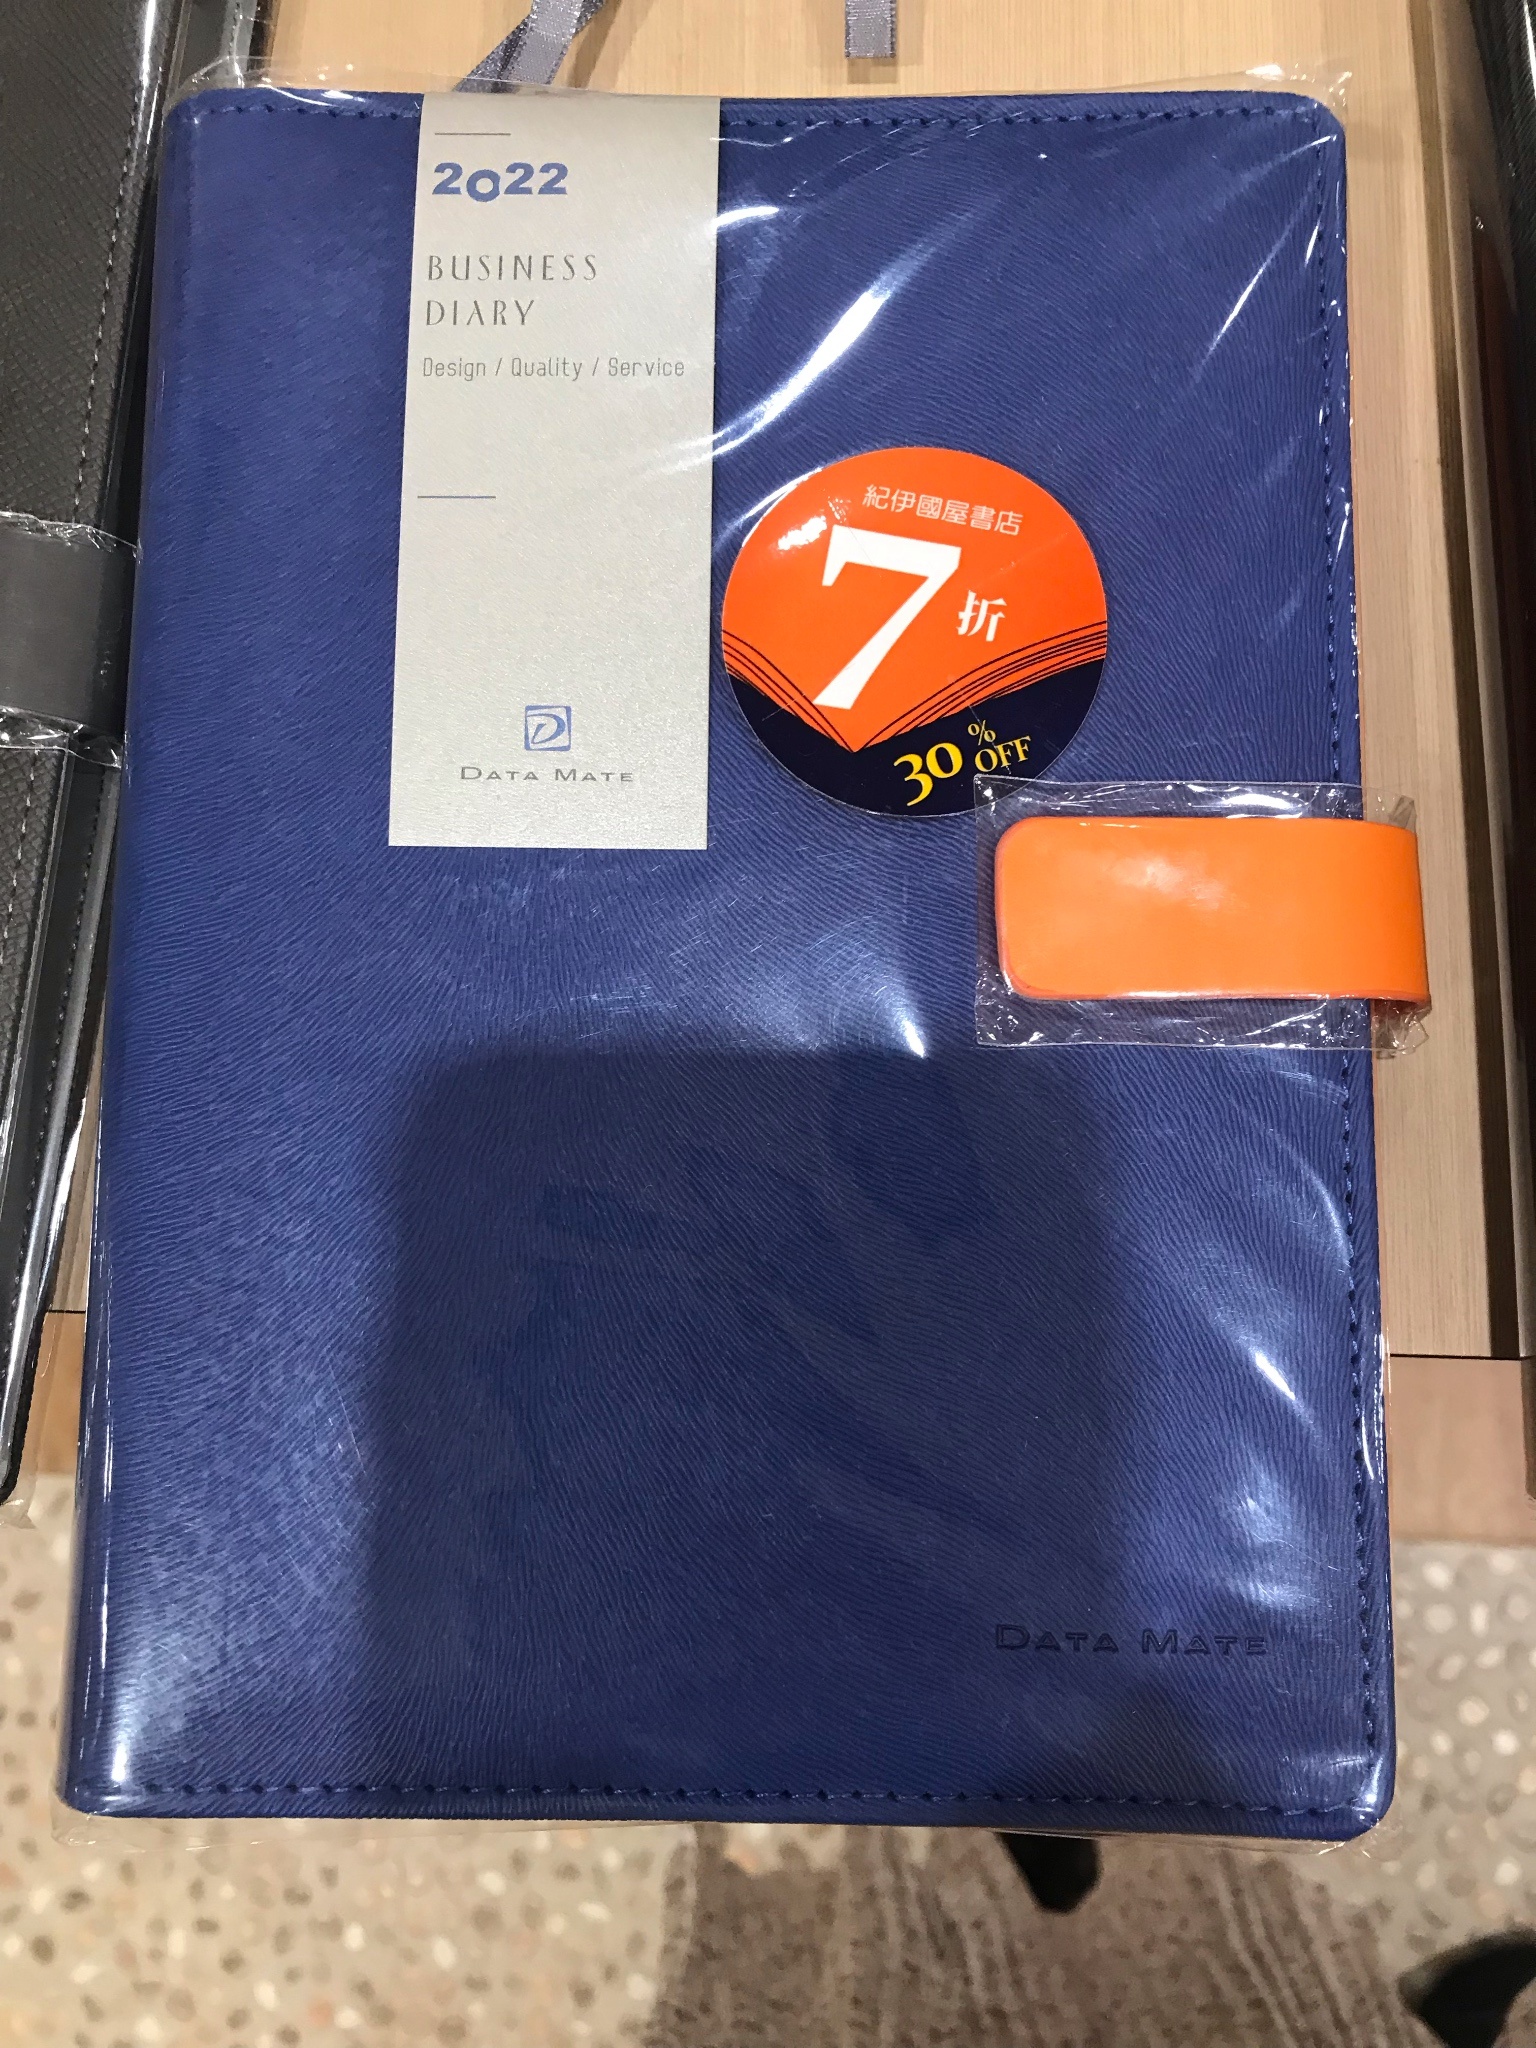 2022
BUSINESS
DIARY
Design / Quality / Service
DATA MATE
紀伊國屋書店
7折
30% OFF
DATA MATE